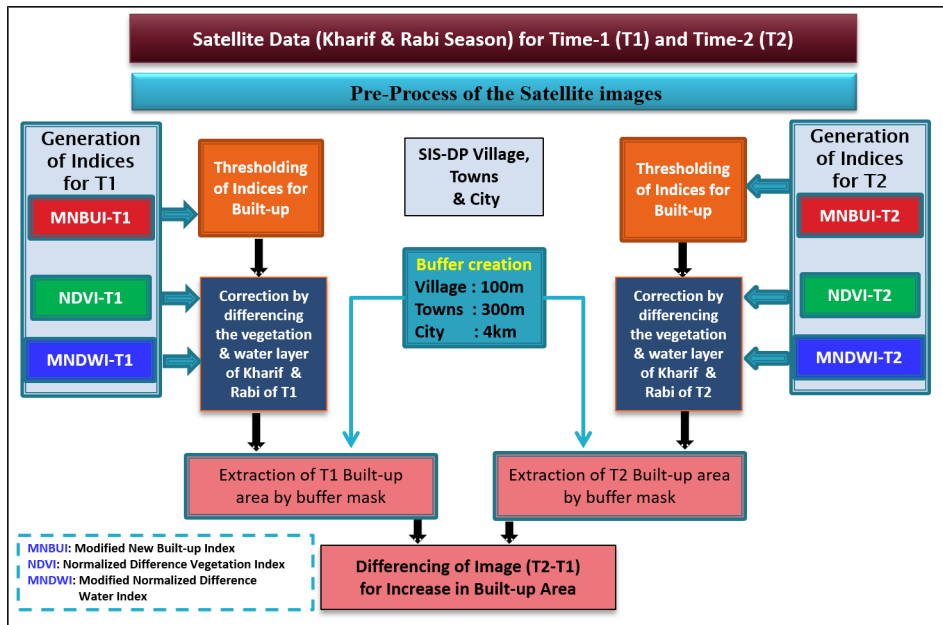 Satellite Data (Kharif & Rabi Season) for Time-1 (T1) and Time-2 (T2)
Pre-Process of the Satellite images
Generation
of Indices
for T1
MNBUI-T1
NDVI-T1
MNDWI-T1
Thresholding
of Indices for
Built-up
Correction by
differencing
the vegetation
& water layer
of Kharif &
Rabi of T1
SIS-DP Village,
Towns
& City
Buffer creation
Village : 100m
Towns : 300m
City : 4km
Thresholding
of Indices for
Built-up
Correction by
differencing
the vegetation
& water layer
of Kharif &
Rabi of T2
Generation
of Indices
for T2
MNBUI-T2
NDVI-T2
MNDWI-T2
Extraction of T1 Built-up
area by buffer mask
Extraction of T2 Built-up area
by buffer mask
Differencing of Image (T2-T1)
for Increase in Built-up Area
MNBUI: Modified New Built-up Index
NDVI: Normalized Difference Vegetation Index
MNDWI: Modified Normalized Difference
Water Index